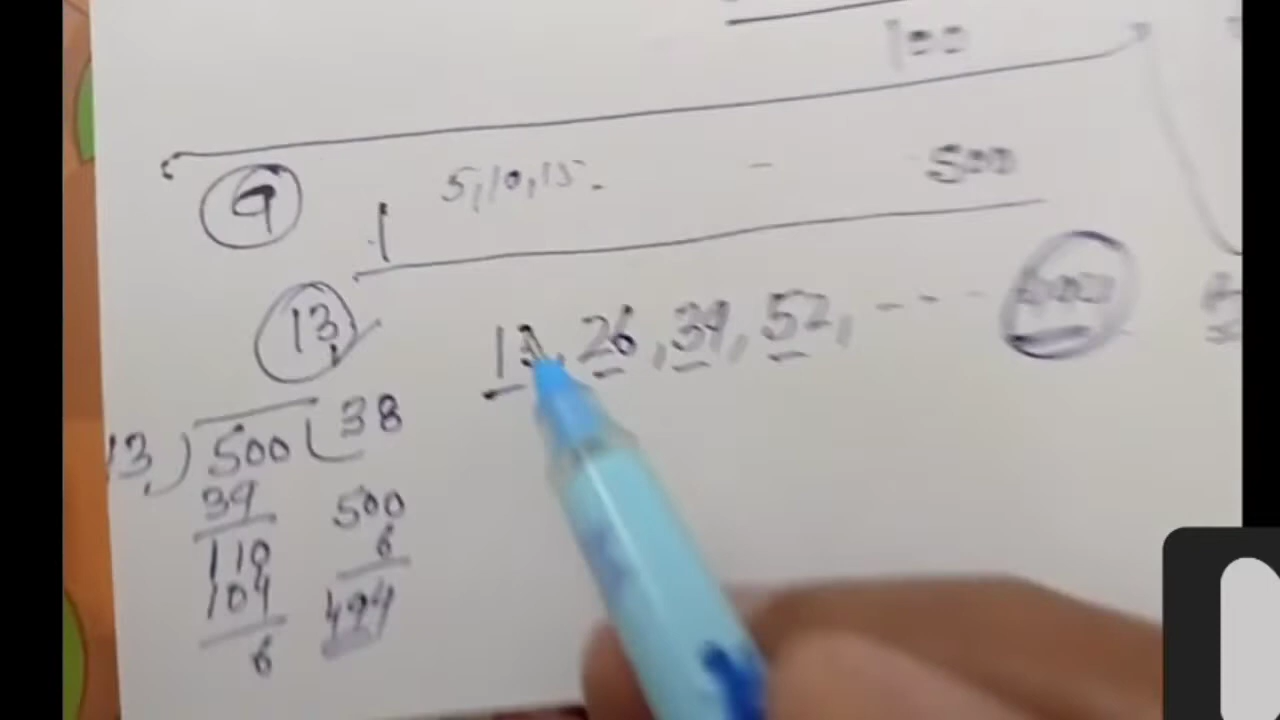 100
9 5,10,15. - 500
13 13, 26, 39, 52, ---
13) 500 ( 38
39 500
110 6
104 494
6